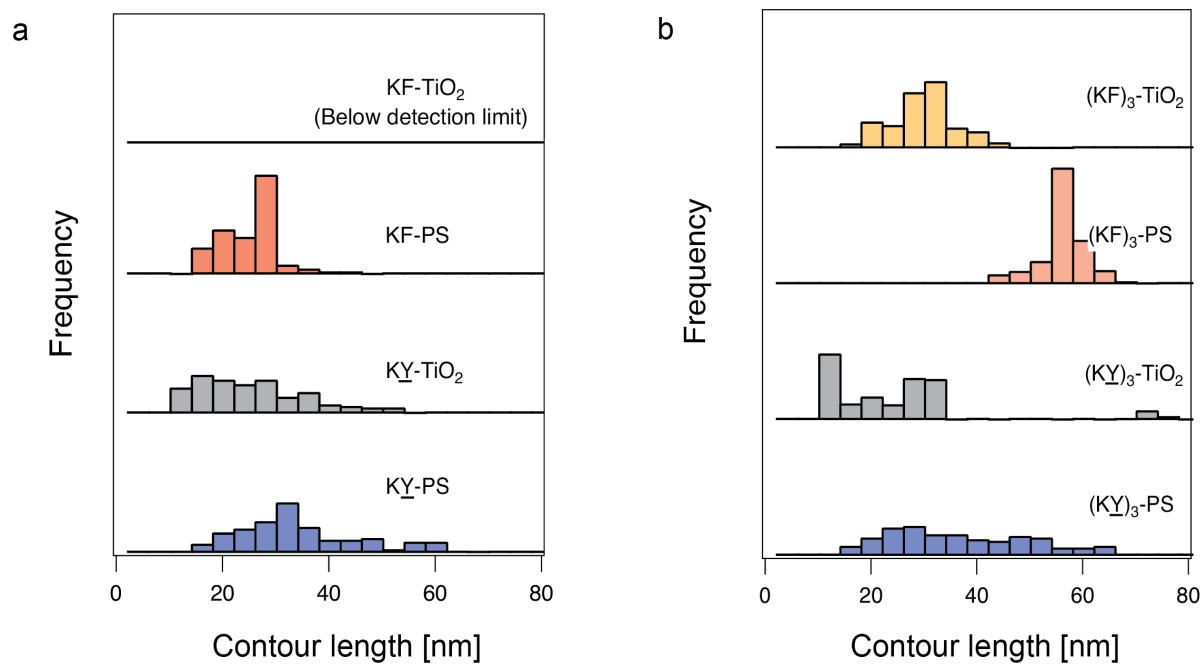 a
KF-TiO₂
(Below detection limit)
KF-PS
KY-TiO₂
KY-PS
Frequency
0 20 40 60 80
Contour length [nm]
b
(KF)₃-TiO₂
(KF)₃-PS
(KY)₃-TiO₂
(KY)₃-PS
Frequency
0 20 40 60 80
Contour length [nm]